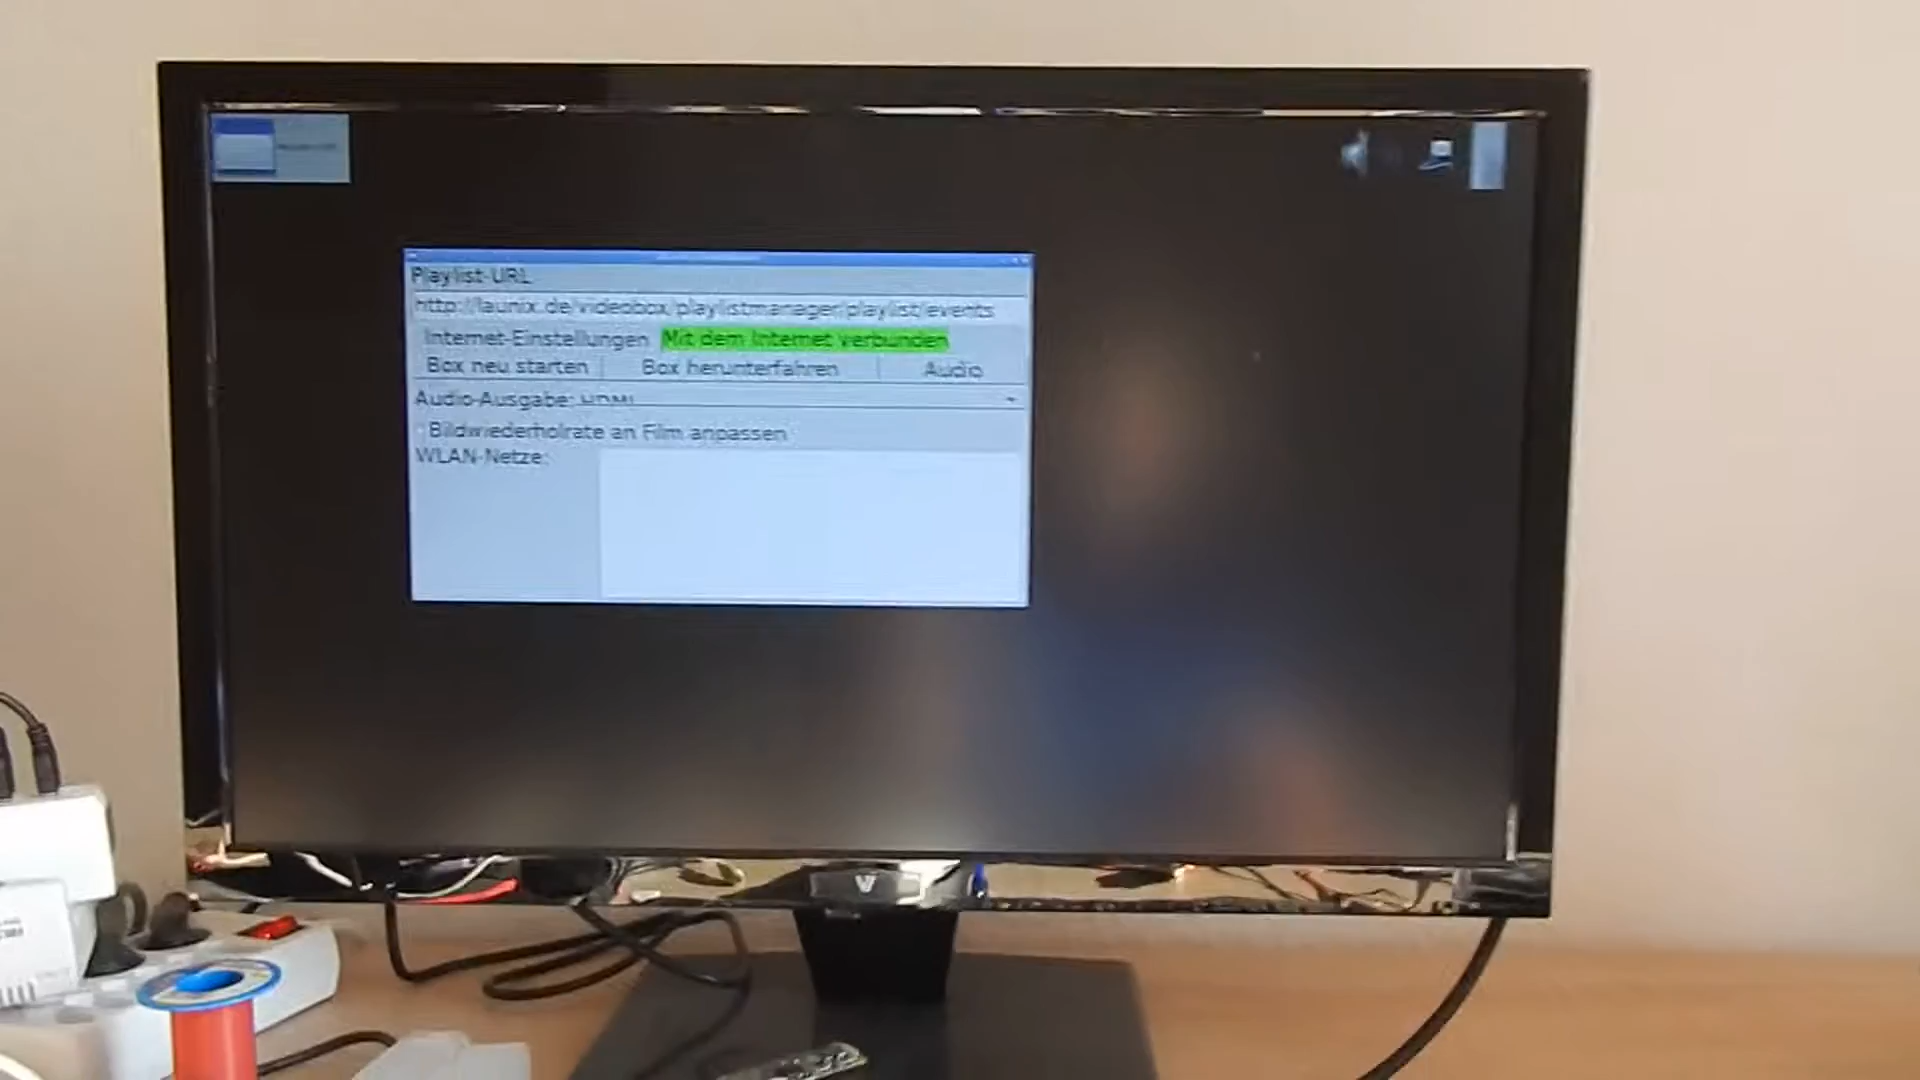 Playlist-URL
http://launix.de/videobox/playlistmanager/playlist/events
Internet-Einstellungen Mit dem Internet verbunden
Box neu starten Box herunterfahren Audio
Audio-Ausgabe: HDMI
Bildwiederholrate an Film anpassen
WLAN-Netze: